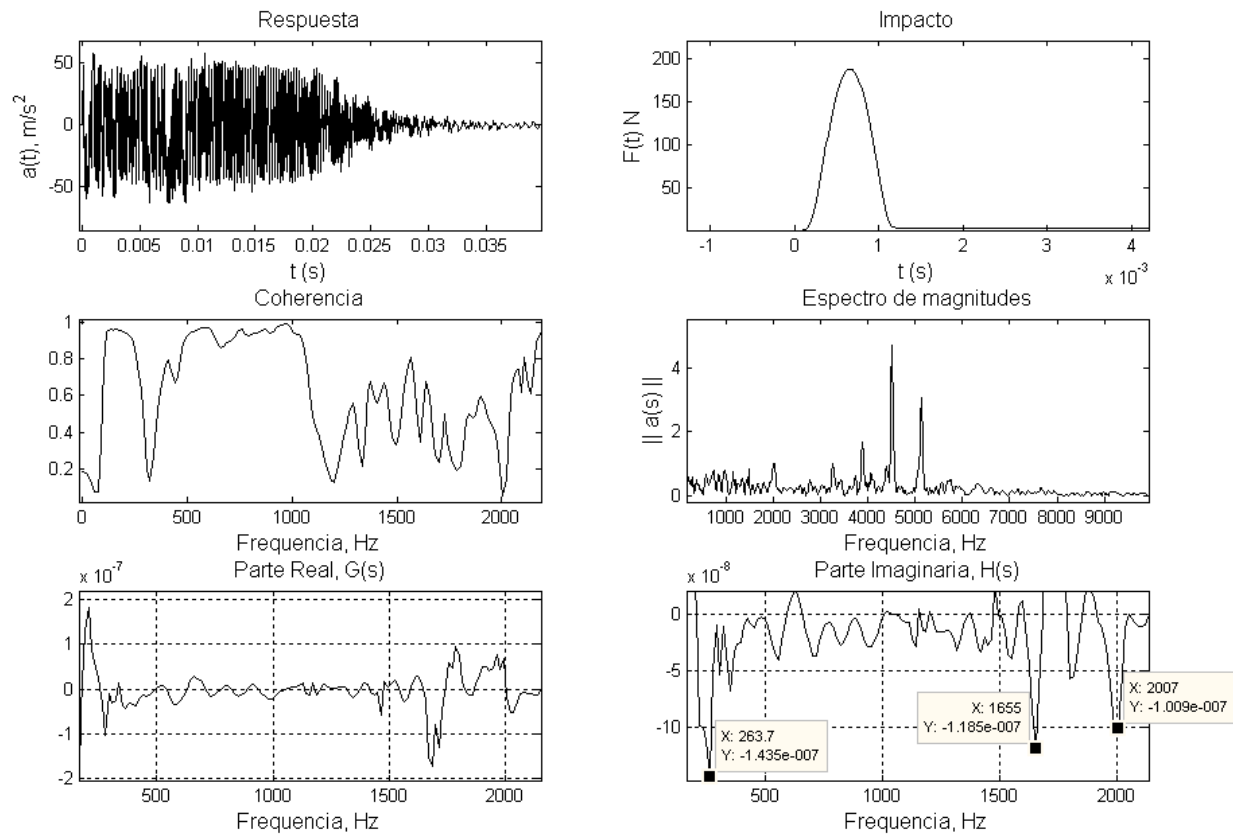 Respuesta
a(t), m/s²
50
0
-50
0 0.005 0.01 0.015 0.02 0.025 0.03 0.035
t (s)
Impacto
F(t) N
200
150
100
50
-1 0 1 2 3 4
t (s)
x 10⁻³
Coherencia
1
0.8
0.6
0.4
0.2
0 500 1000 1500 2000
Frequencia, Hz
Espectro de magnitudes
|| a(s) ||
4
2
0
1000 2000 3000 4000 5000 6000 7000 8000 9000
Frequencia, Hz
x 10⁻⁷
Parte Real, G(s)
2
1
0
-1
-2
500 1000 1500 2000
Frequencia, Hz
x 10⁻⁸
Parte Imaginaria, H(s)
0
-5
-10
X: 263.7
Y: -1.435e-007
X: 1655
Y: -1.185e-007
X: 2007
Y: -1.009e-007
500 1000 1500 2000
Frequencia, Hz